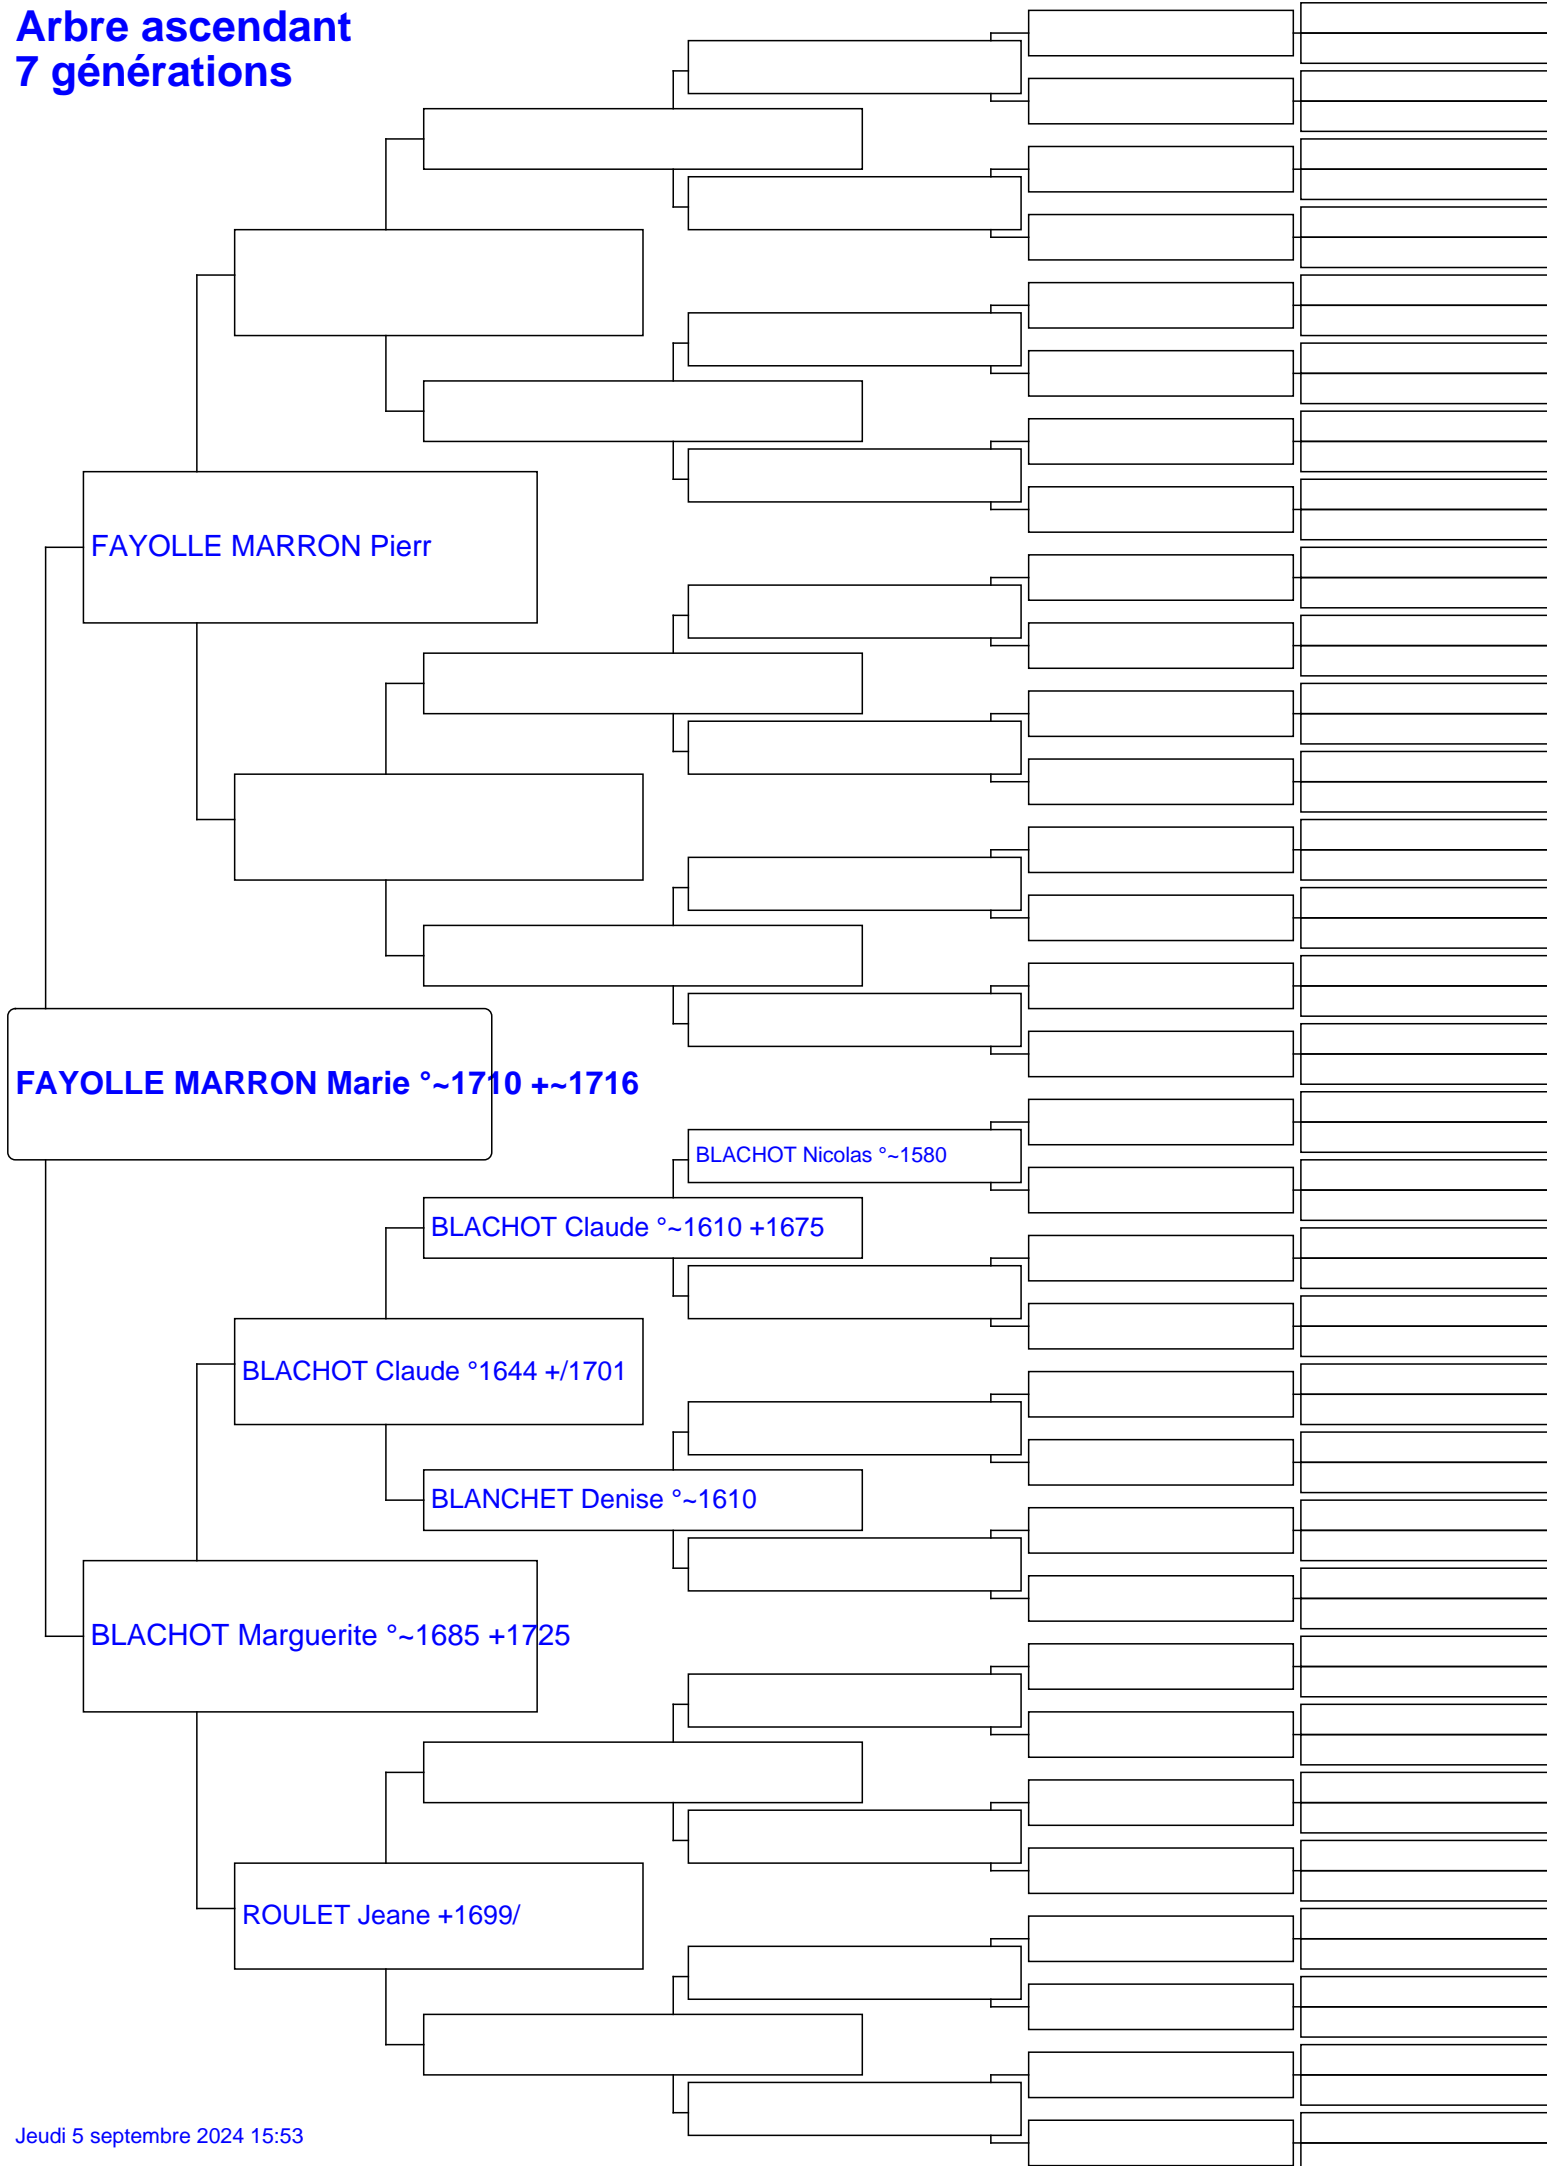 Arbre ascendant
7 générations
FAYOLLE MARRON Pierr
FAYOLLE MARRON Marie °~1710 +~1716
BLACHOT Nicolas °~1580
BLACHOT Claude °~1610 +1675
BLACHOT Claude °1644 +/1701
BLANCHET Denise °~1610
BLACHOT Marguerite °~1685 +1725
ROULET Jeane +1699/
Jeudi 5 septembre 2024 15:53